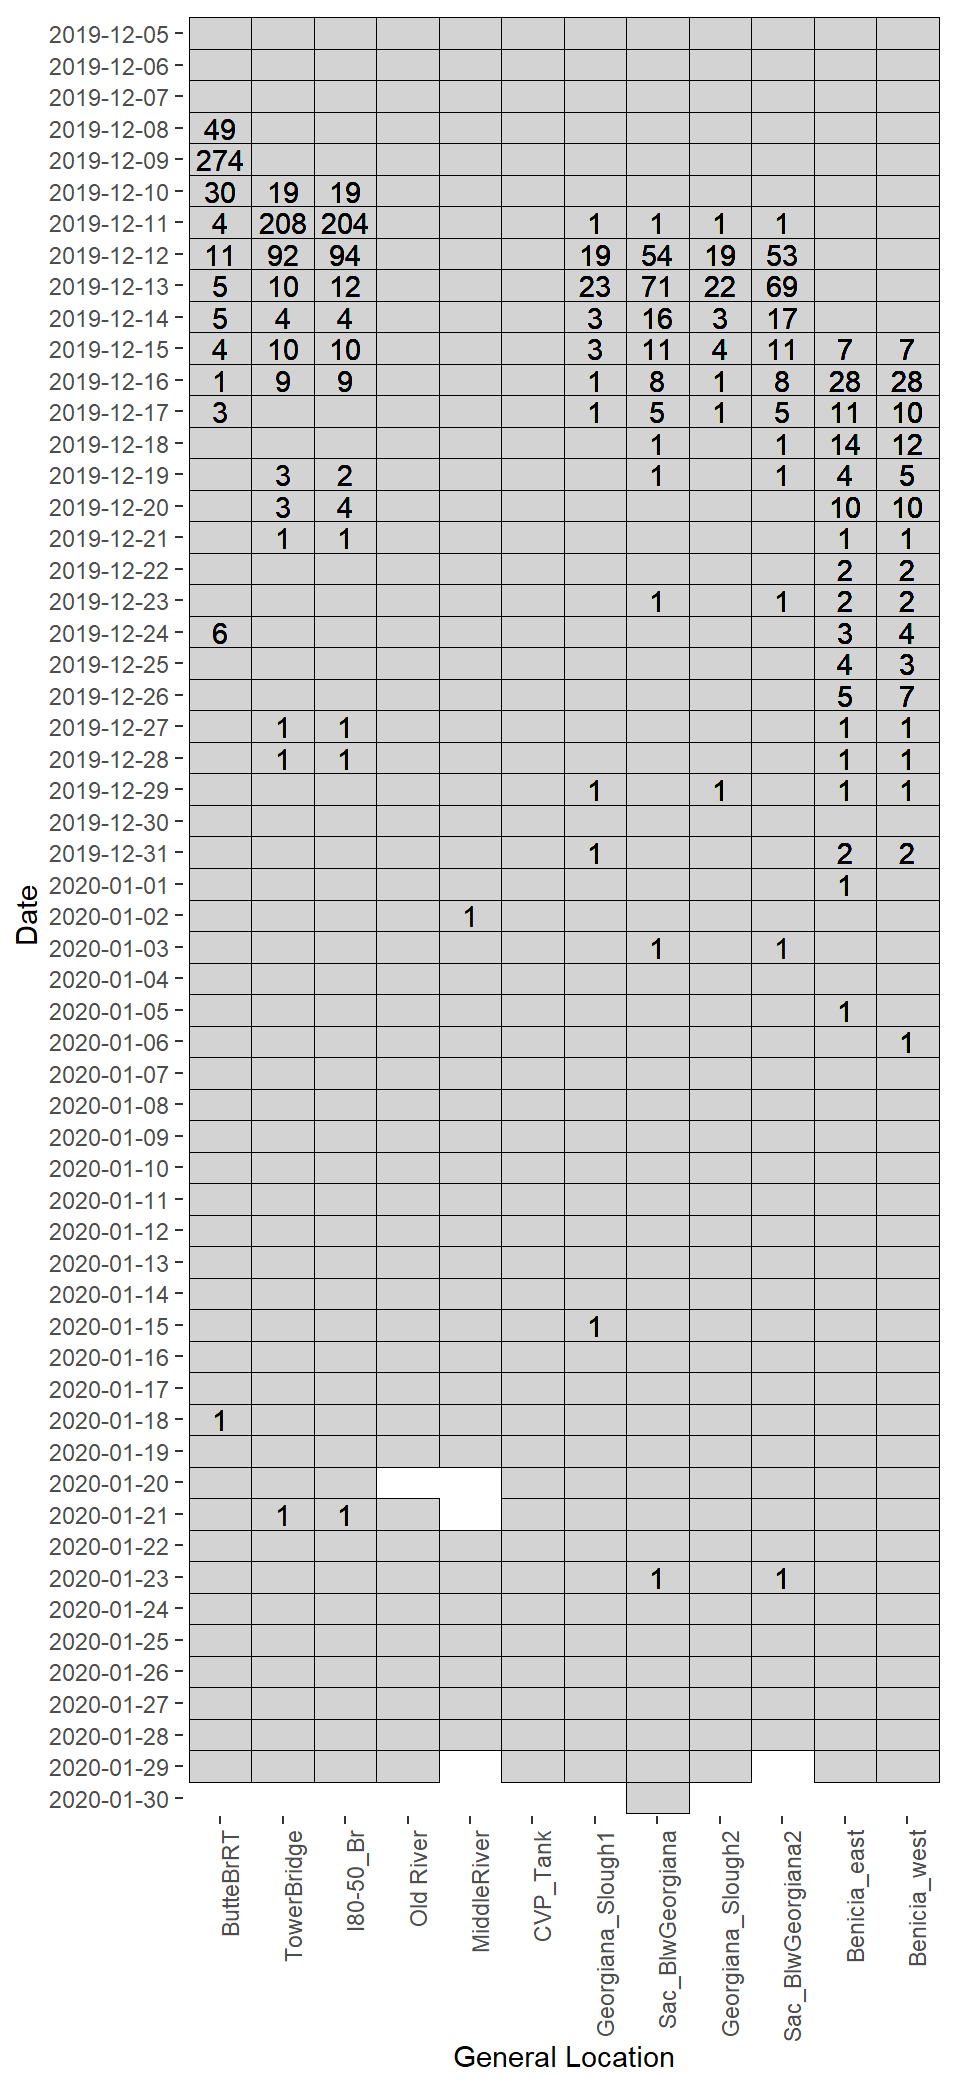 2019-12-05
2019-12-06
2019-12-07
2019-12-08 49
2019-12-09 274
2019-12-10 30 19 19
2019-12-11 4 208 204 1 1 1 1
2019-12-12 11 92 94 19 54 19 53
2019-12-13 5 10 12 23 71 22 69
2019-12-14 5 4 4 3 16 3 17
2019-12-15 4 10 10 3 11 4 11 7 7
2019-12-16 1 9 9 1 8 1 8 28 28
2019-12-17 3 1 5 1 5 11 10
2019-12-18 1 1 14 12
2019-12-19 3 2 1 1 4 5
2019-12-20 3 4 10 10
2019-12-21 1 1 1 1
2019-12-22 2 2
2019-12-23 1 1 2 2
2019-12-24 6 3 4
2019-12-25 4 3
2019-12-26 5 7
2019-12-27 1 1 1 1
2019-12-28 1 1 1 1
2019-12-29 1 1 1 1
2019-12-30
2019-12-31 1 2 2
2020-01-01 1
2020-01-02 1
2020-01-03 1 1
2020-01-04
2020-01-05 1
2020-01-06 1
2020-01-07
2020-01-08
2020-01-09
2020-01-10
2020-01-11
2020-01-12
2020-01-13
2020-01-14
2020-01-15 1
2020-01-16
2020-01-17
2020-01-18 1
2020-01-19
2020-01-20
2020-01-21 1 1
2020-01-22
2020-01-23 1 1
2020-01-24
2020-01-25
2020-01-26
2020-01-27
2020-01-28
2020-01-29
2020-01-30
Date
ButteBrRT
TowerBridge
I80-50_Br
Old River
MiddleRiver
CVP_Tank
Georgiana_Slough1
Sac_BlwGeorgiana
Georgiana_Slough2
Sac_BlwGeorgiana2
Benicia_east
Benicia_west
General Location